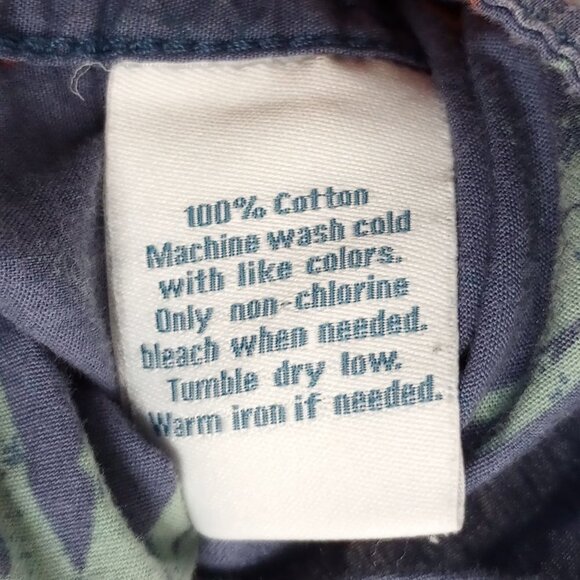 100% Cotton
Machine wash cold
with like colors.
Only non-chlorine
bleach when needed.
Tumble dry low.
Warm iron if needed.